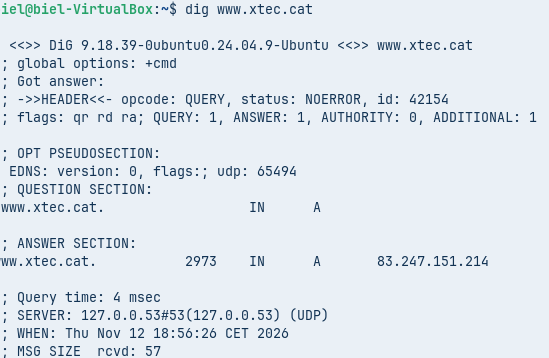 iel@biel-VirtualBox:~$ dig www.xtec.cat
<<>> DiG 9.18.39-0ubuntu0.24.04.9-Ubuntu <<>> www.xtec.cat
; global options: +cmd
; Got answer:
; ->>HEADER<<- opcode: QUERY, status: NOERROR, id: 42154
; flags: qr rd ra; QUERY: 1, ANSWER: 1, AUTHORITY: 0, ADDITIONAL: 1
; OPT PSEUDOSECTION:
EDNS: version: 0, flags:; udp: 65494
; QUESTION SECTION:
www.xtec.cat. IN A
; ANSWER SECTION:
ww.xtec.cat. 2973 IN A 83.247.151.214
; Query time: 4 msec
; SERVER: 127.0.0.53#53(127.0.0.53) (UDP)
; WHEN: Thu Nov 12 18:56:26 CET 2026
; MSG SIZE rcvd: 57